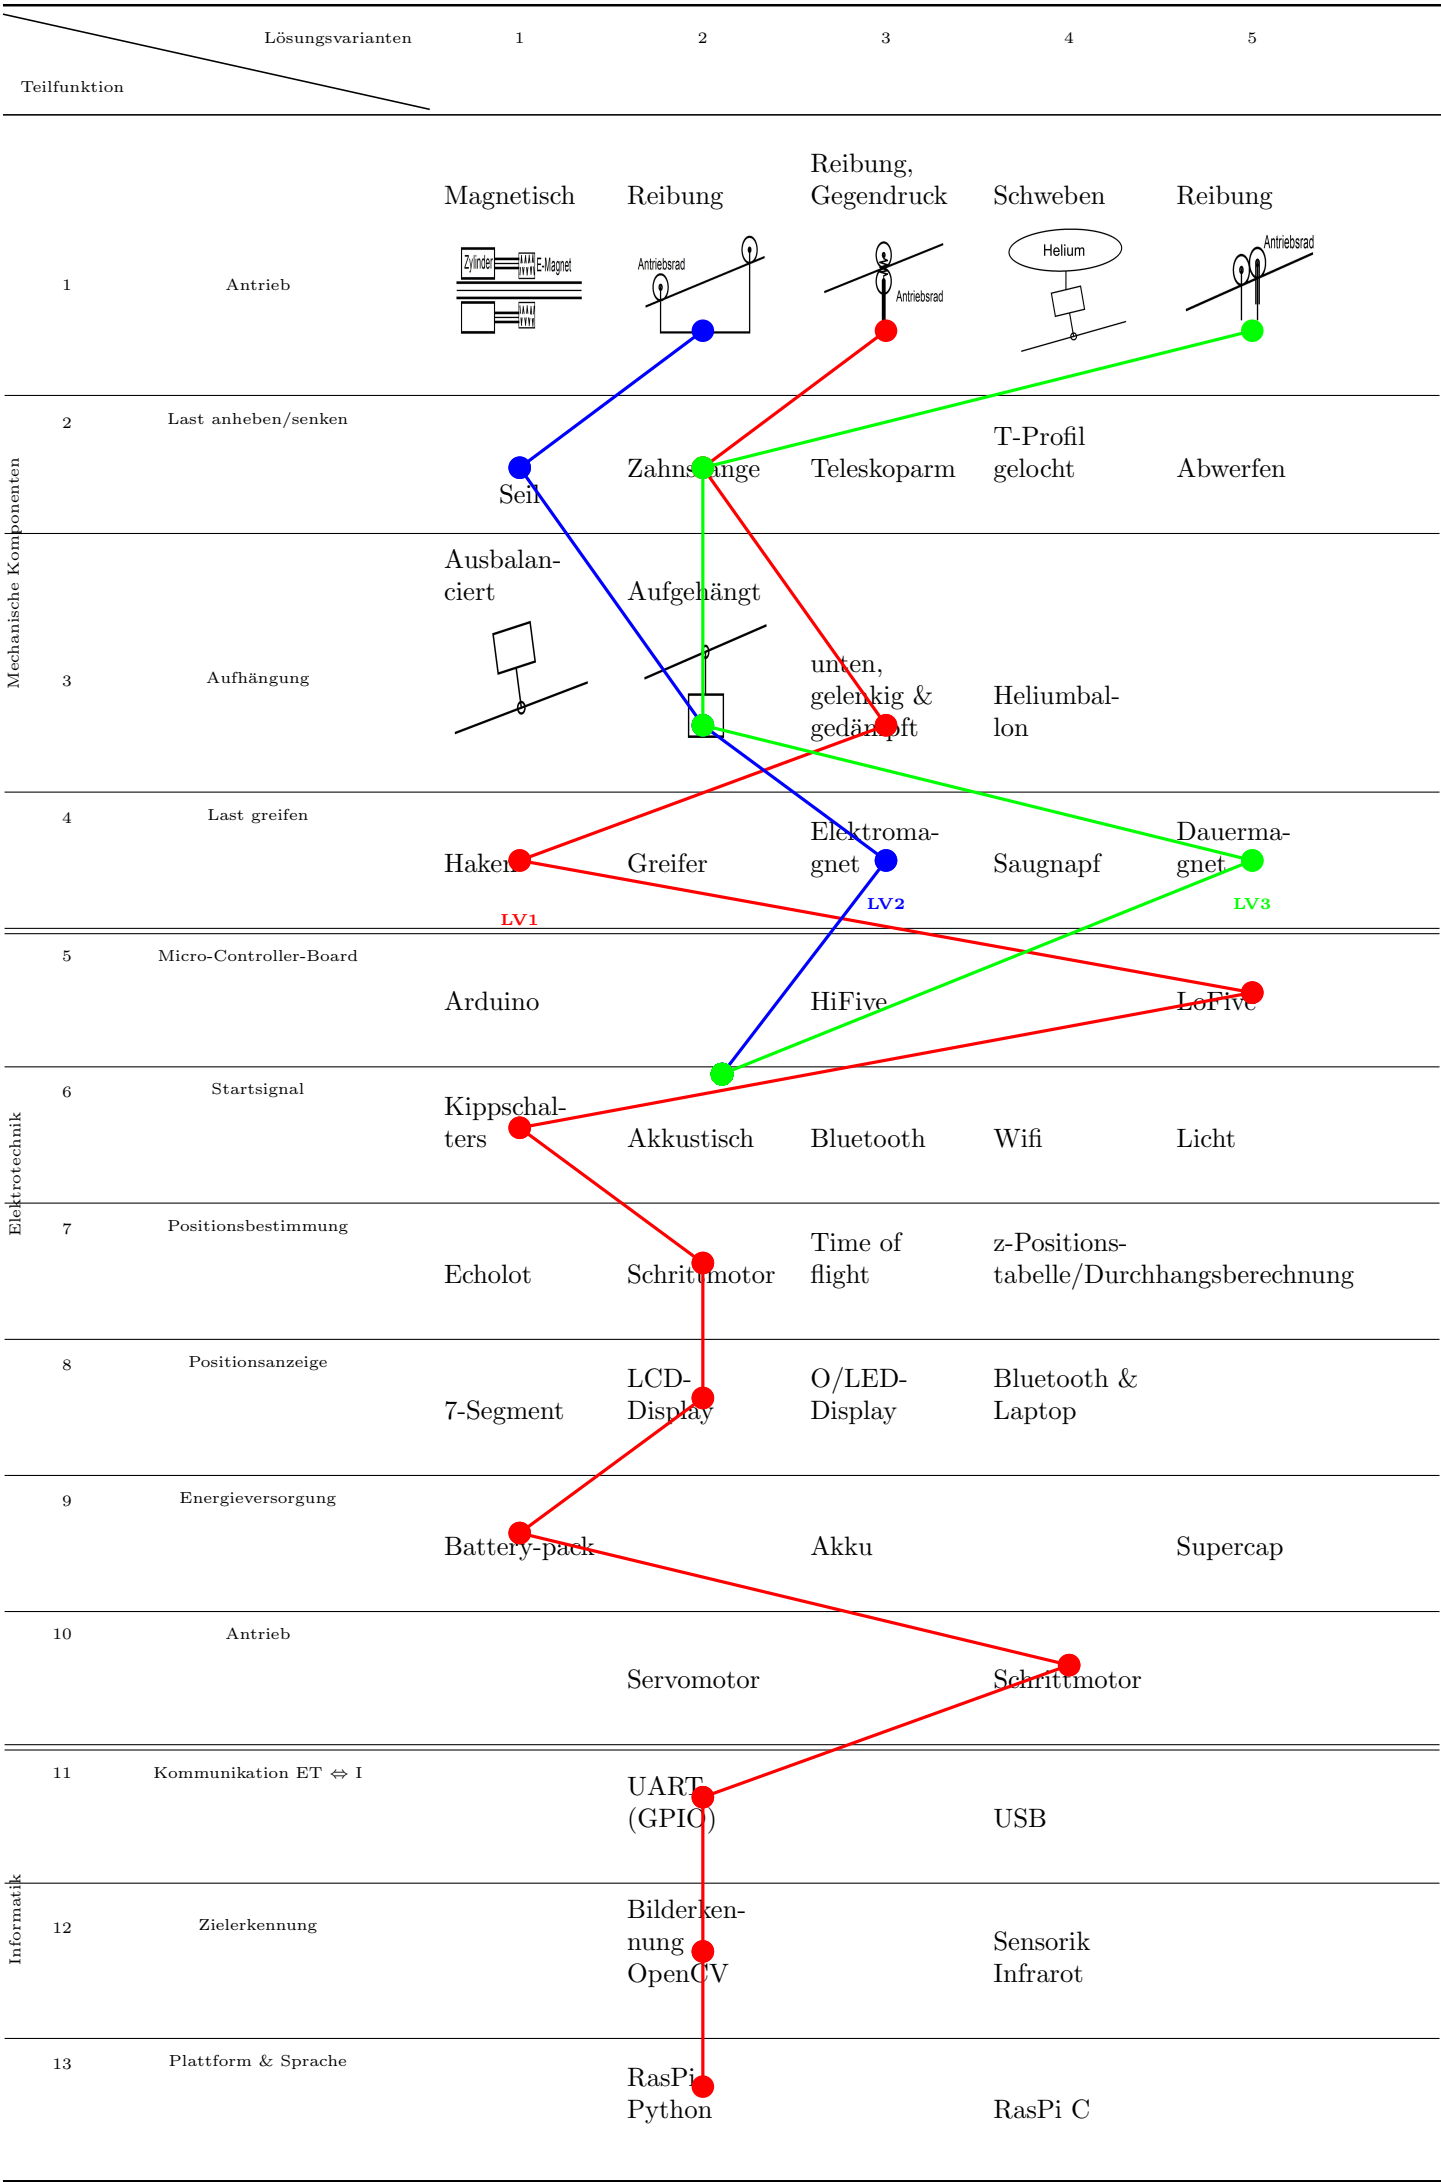 Lösungsvarianten 1 2 3 4 5
Teilfunktion
Mechanische Komponenten
1 Antrieb
Magnetisch
Zylinder
E-Magnet
Reibung
Antriebsrad
Reibung,
Gegendruck
Antriebsrad
Schweben
Helium
Reibung
Antriebsrad
2 Last anheben/senken
Seil
Zahnstange
Teleskoparm
T-Profil
gelocht
Abwerfen
3 Aufhängung
Ausbalan-
ciert
Aufgehängt
unten,
gelenkig &
gedämpft
Heliumbal-
lon
4 Last greifen
Haken
Greifer
Elektroma-
gnet
Saugnapf
Dauerma-
gnet
LV1
LV2
LV3
Elektrotechnik
5 Micro-Controller-Board
Arduino
HiFive
LoFive
6 Startsignal
Kippschal-
ters
Akkustisch
Bluetooth
Wifi
Licht
7 Positionsbestimmung
Echolot
Schrittmotor
Time of
flight
z-Positions-
tabelle/Durchhangsberechnung
8 Positionsanzeige
7-Segment
LCD-
Display
O/LED-
Display
Bluetooth &
Laptop
9 Energieversorgung
Battery-pack
Akku
Supercap
10 Antrieb
Servomotor
Schrittmotor
Informatik
11 Kommunikation ET ⇔ I
UART
(GPIO)
USB
12 Zielerkennung
Bilderken-
nung
OpenCV
Sensorik
Infrarot
13 Plattform & Sprache
RasPi
Python
RasPi C